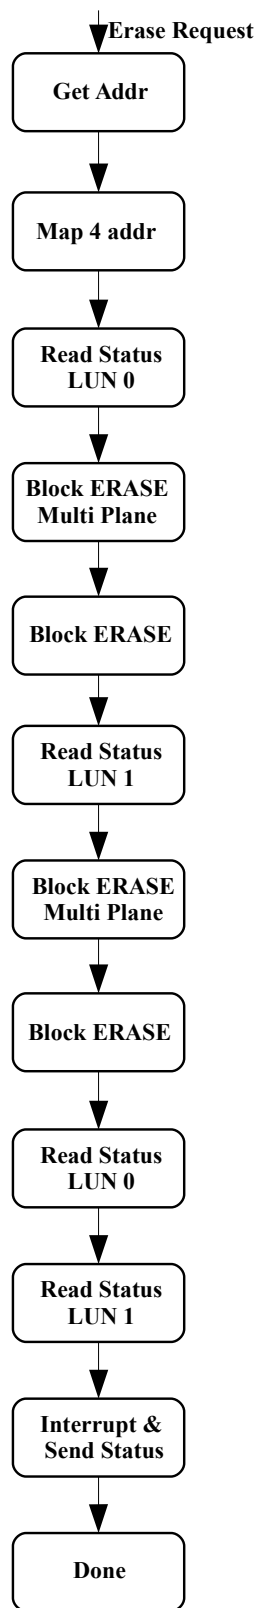 Erase Request
Get Addr
Map 4 addr
Read Status
LUN 0
Block ERASE
Multi Plane
Block ERASE
Read Status
LUN 1
Block ERASE
Multi Plane
Block ERASE
Read Status
LUN 0
Read Status
LUN 1
Interrupt &
Send Status
Done